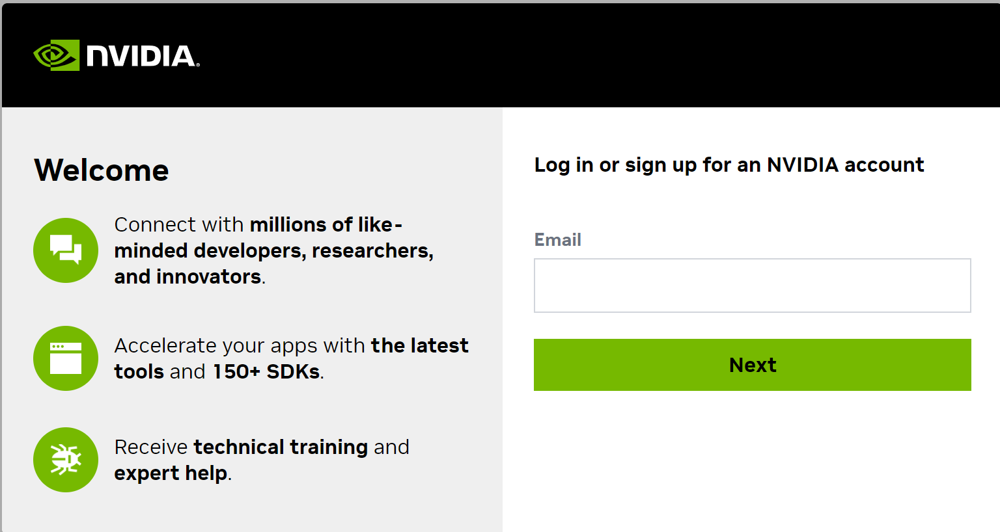 NVIDIA.
Welcome
Connect with millions of like-
minded developers, researchers,
and innovators.
Accelerate your apps with the latest
tools and 150+ SDKs.
Receive technical training and
expert help.
Log in or sign up for an NVIDIA account
Email
Next